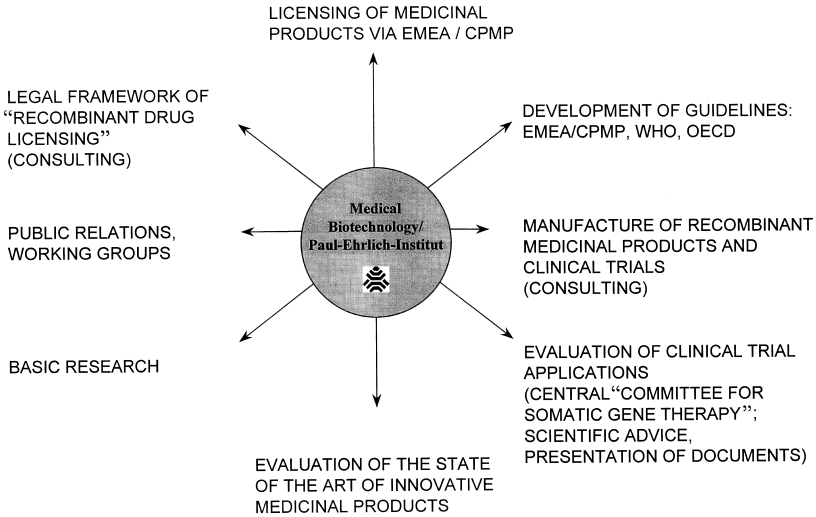 LICENSING OF MEDICINAL
PRODUCTS VIA EMEA / CPMP
LEGAL FRAMEWORK OF
“RECOMBINANT DRUG
LICENSING”
(CONSULTING)
DEVELOPMENT OF GUIDELINES:
EMEA/CPMP, WHO, OECD
Medical
Biotechnology/
Paul-Ehrlich-Institut
PUBLIC RELATIONS,
WORKING GROUPS
MANUFACTURE OF RECOMBINANT
MEDICINAL PRODUCTS AND
CLINICAL TRIALS
(CONSULTING)
BASIC RESEARCH
EVALUATION OF CLINICAL TRIAL
APPLICATIONS
(CENTRAL“COMMITTEE FOR
SOMATIC GENE THERAPY”;
SCIENTIFIC ADVICE,
PRESENTATION OF DOCUMENTS)
EVALUATION OF THE STATE
OF THE ART OF INNOVATIVE
MEDICINAL PRODUCTS